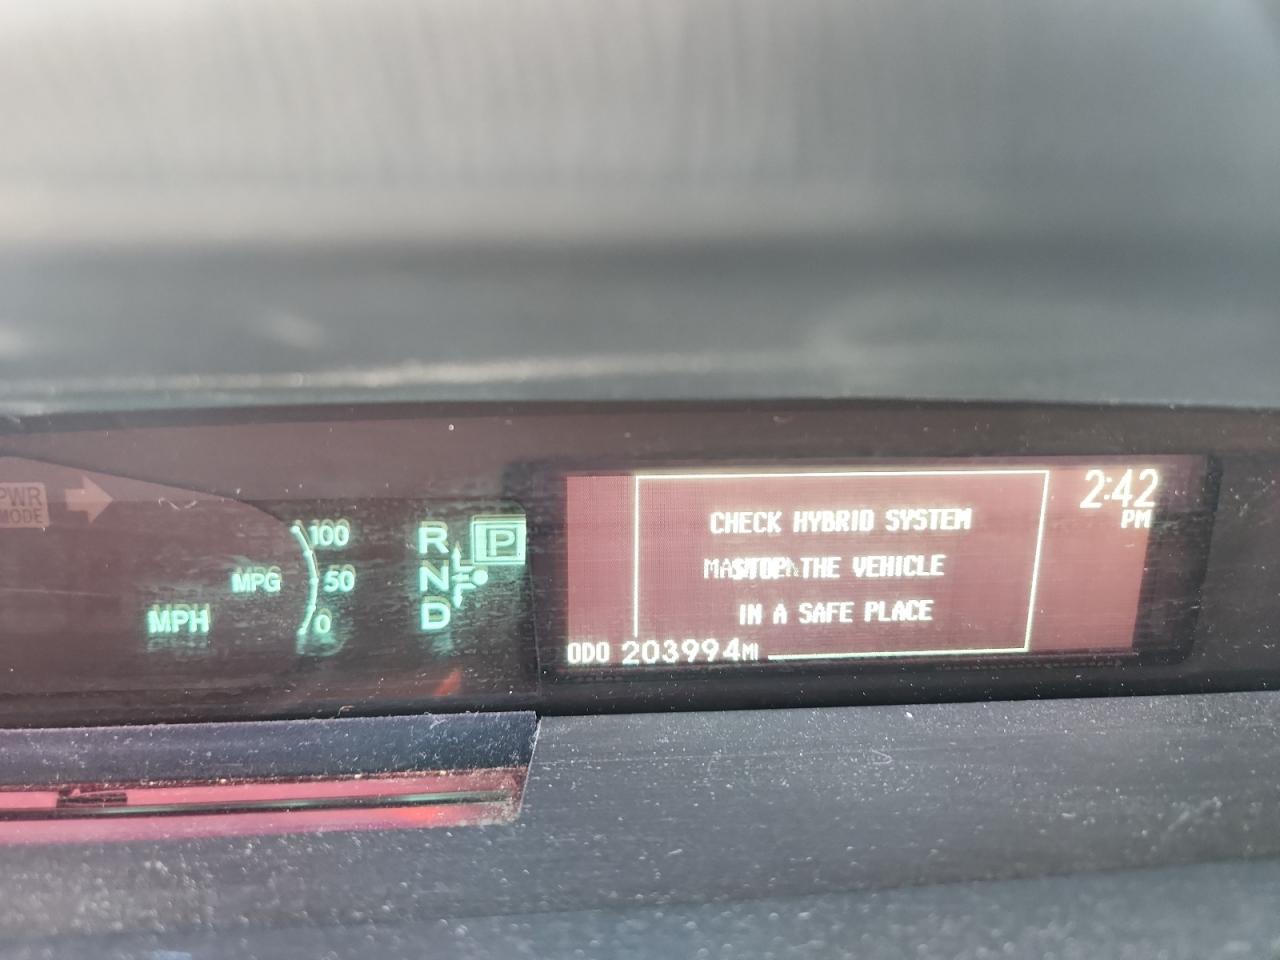 PWR
MODE
100
MPG 50
MPH 0
R P
N
D
2:42
PM
CHECK HYBRID SYSTEM
STOP THE VEHICLE
IN A SAFE PLACE
ODO 203994MI